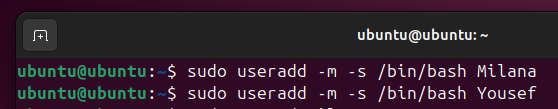 ubuntu@ubuntu: ~
ubuntu@ubuntu:~$ sudo useradd -m -s /bin/bash Milana
ubuntu@ubuntu:~$ sudo useradd -m -s /bin/bash Yousef